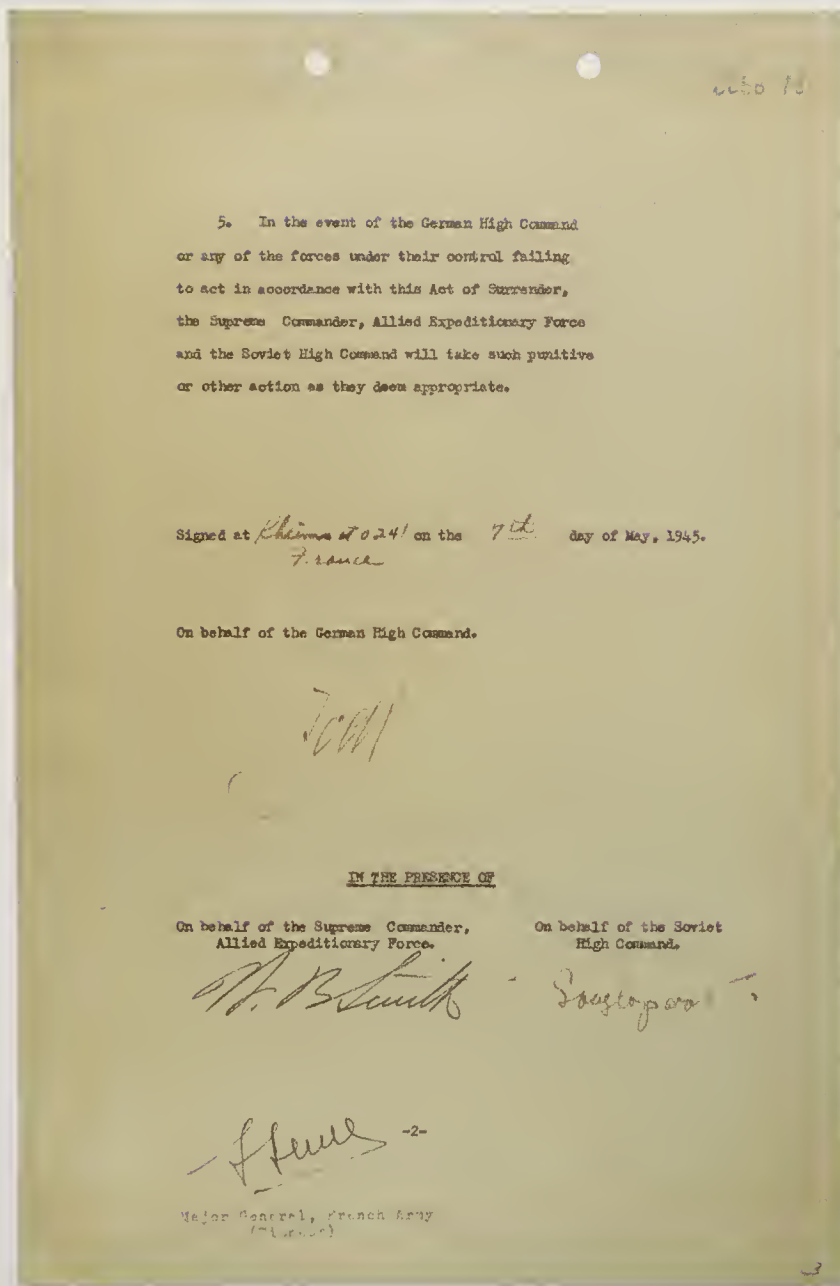 5. In the event of the German High Command
or any of the forces under their control failing
to act in accordance with this Act of Surrender,
the Supreme Commander, Allied Expeditionary Force
and the Soviet High Command will take such punitive
or other action as they deem appropriate.
Signed at Rheims at 0241 on the 7th day of May, 1945.
France
On behalf of the German High Command.
Jodl
IN THE PRESENCE OF
On behalf of the Supreme Commander, On behalf of the Soviet
Allied Expeditionary Force. High Command.
W. B. Smith
-2-
Major General, French Army
(Witness)
3